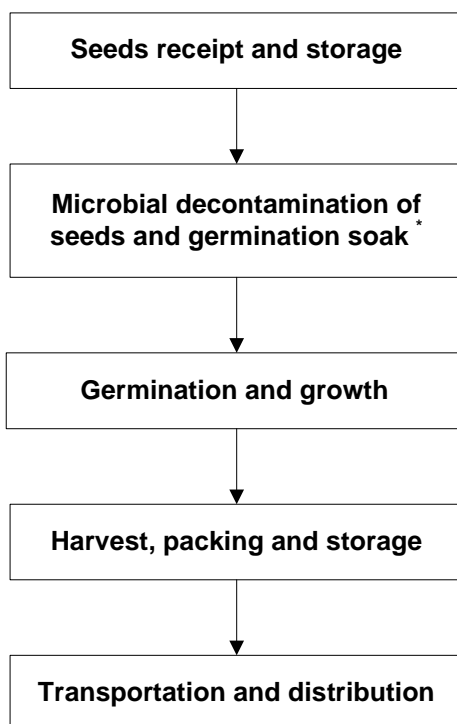 Seeds receipt and storage
Microbial decontamination of
seeds and germination soak *
Germination and growth
Harvest, packing and storage
Transportation and distribution